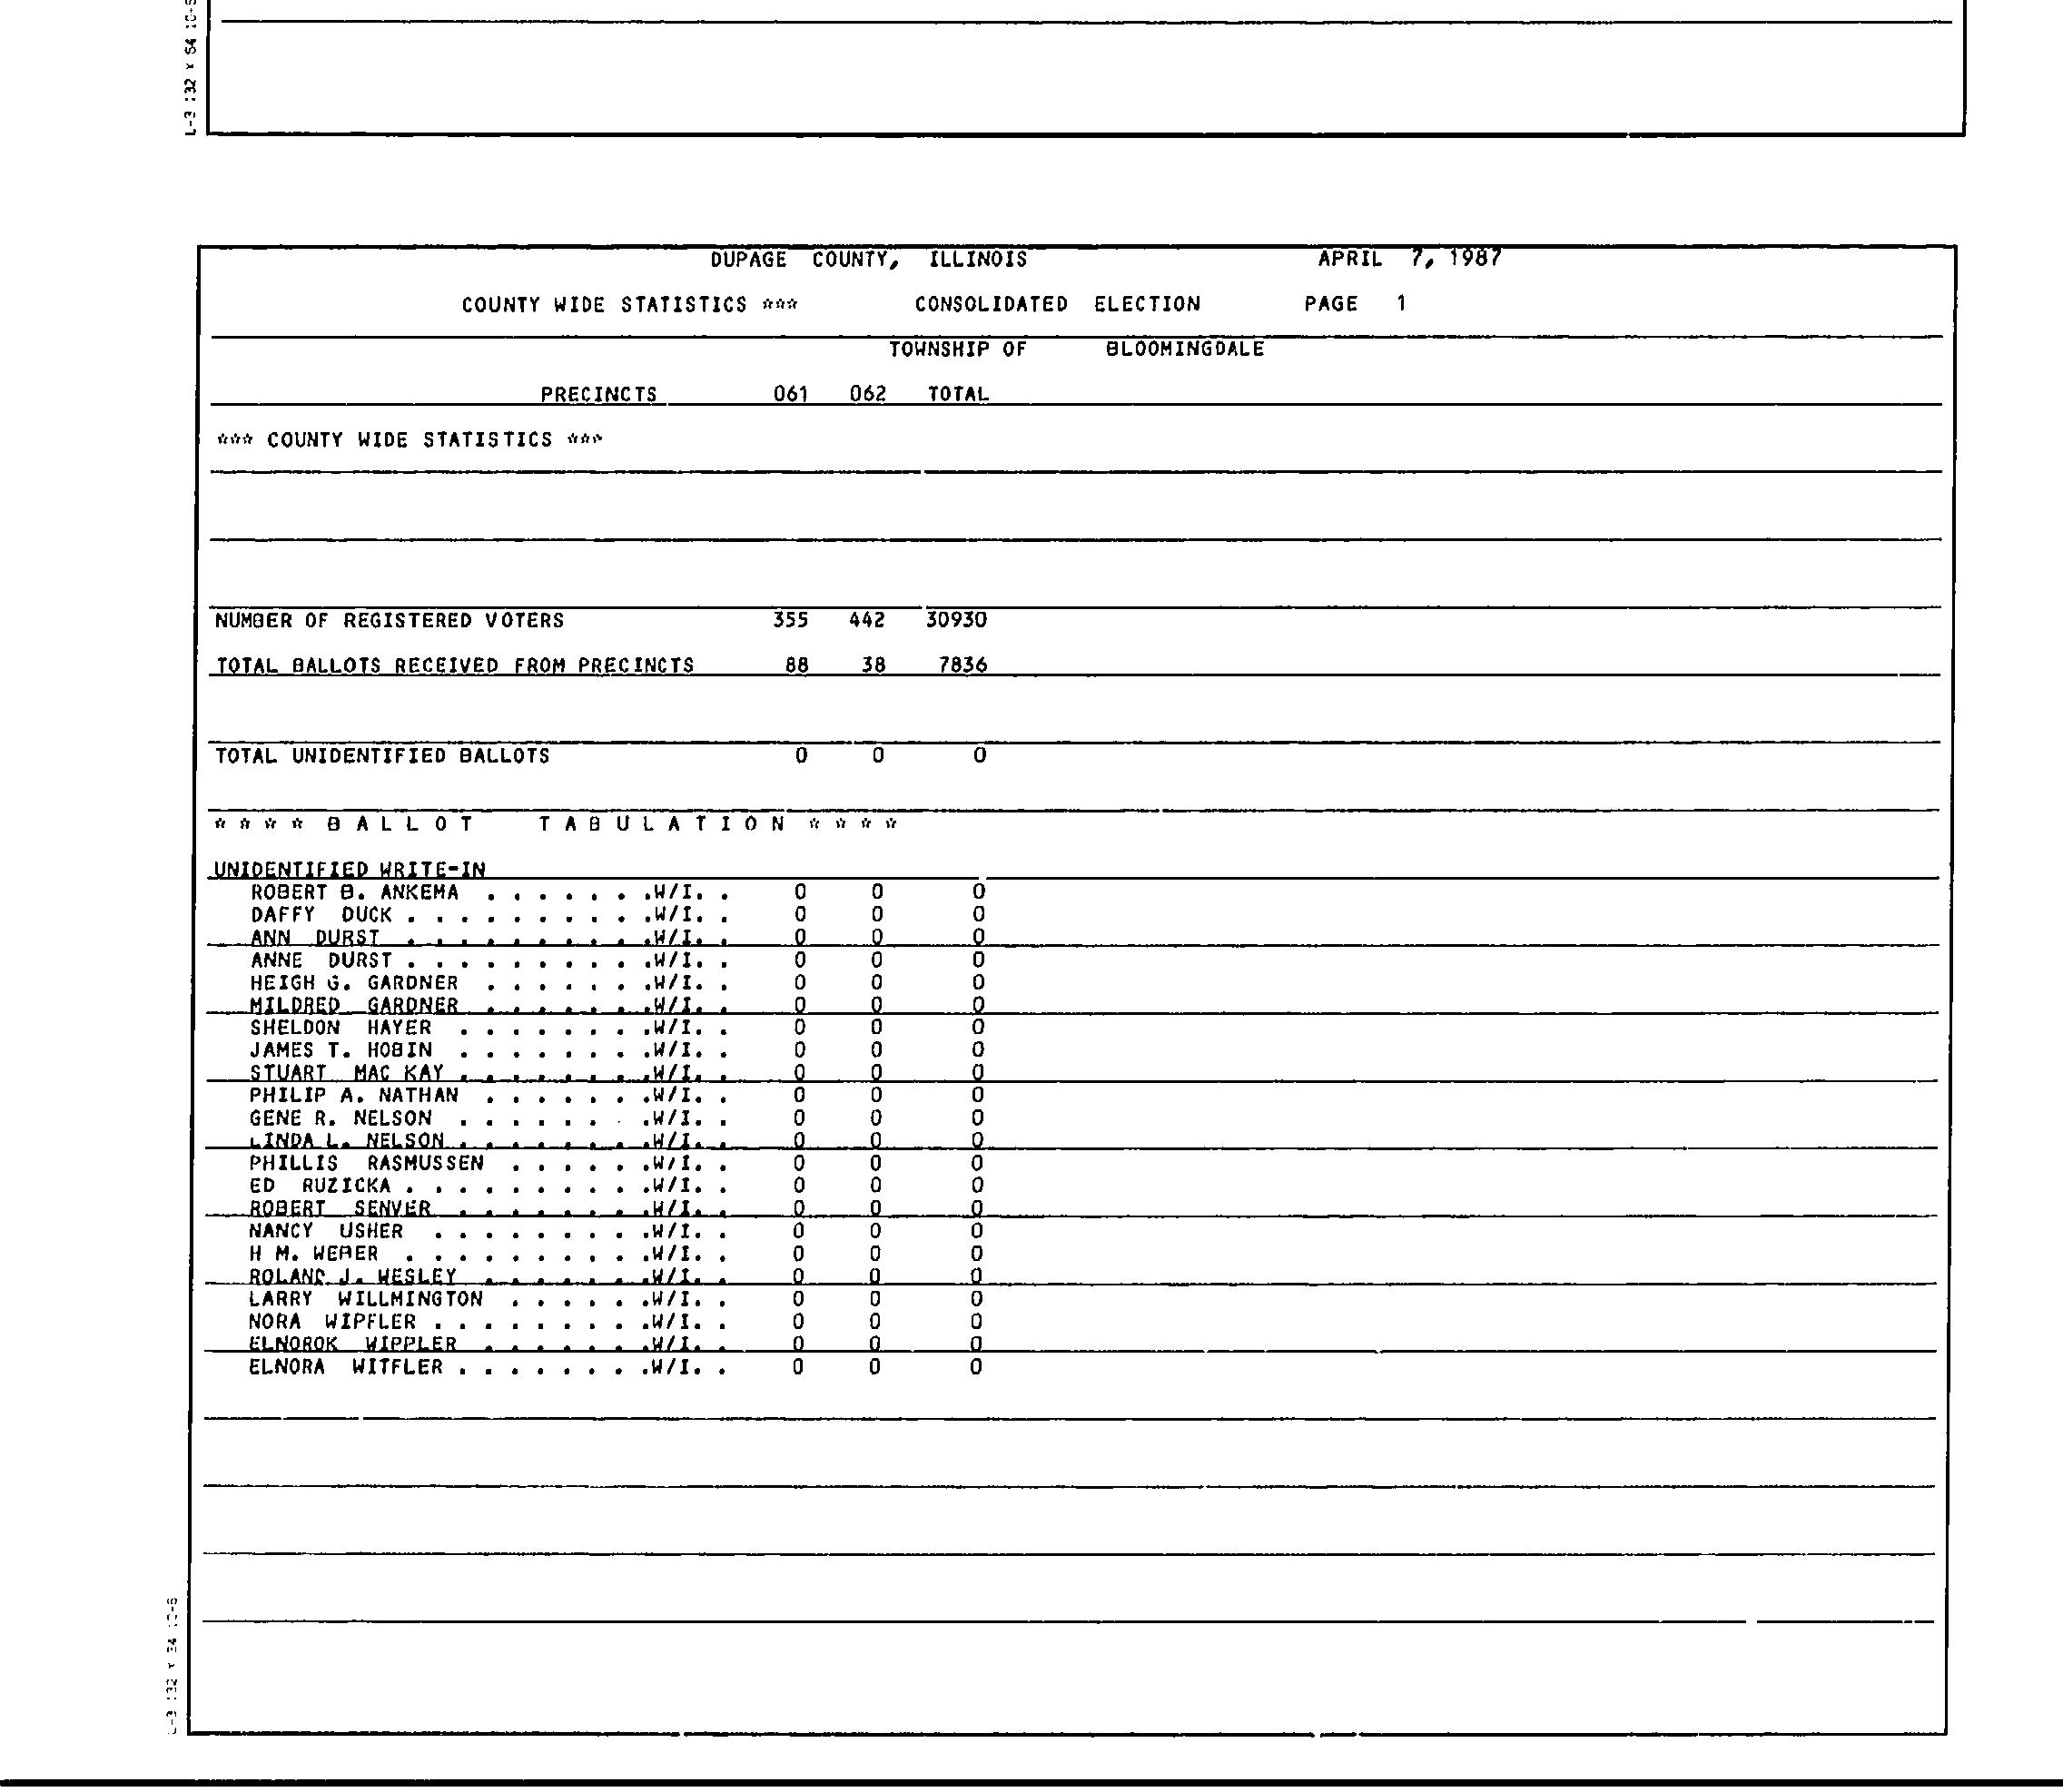 L-3 132 Y 54 10-6
DUPAGE COUNTY, ILLINOIS APRIL 7, 1987
COUNTY WIDE STATISTICS *** CONSOLIDATED ELECTION PAGE 1
TOWNSHIP OF BLOOMINGDALE
PRECINCTS 061 062 TOTAL
*** COUNTY WIDE STATISTICS ***
NUMBER OF REGISTERED VOTERS 355 442 30930
TOTAL BALLOTS RECEIVED FROM PRECINCTS 88 38 7836
TOTAL UNIDENTIFIED BALLOTS 0 0 0
* * * * B A L L O T T A B U L A T I O N * * * *
UNIDENTIFIED WRITE-IN
ROBERT B. ANKEMA . . . . . . .W/I. . 0 0 0
DAFFY DUCK . . . . . . . . . .W/I. . 0 0 0
ANN DURST . . . . . . . . . .W/I. . 0 0 0
ANNE DURST . . . . . . . . . .W/I. . 0 0 0
HEIGH G. GARDNER . . . . . . .W/I. . 0 0 0
MILDRED GARDNER . . . . . . .W/I. . 0 0 0
SHELDON HAYER . . . . . . . .W/I. . 0 0 0
JAMES T. HOBIN . . . . . . . .W/I. . 0 0 0
STUART MAC KAY . . . . . . . .W/I. . 0 0 0
PHILIP A. NATHAN . . . . . . .W/I. . 0 0 0
GENE R. NELSON . . . . . . . .W/I. . 0 0 0
LINDA L. NELSON . . . . . . . .W/I. . 0 0 0
PHILLIS RASMUSSEN . . . . . .W/I. . 0 0 0
ED RUZICKA . . . . . . . . . .W/I. . 0 0 0
ROBERT SENVER . . . . . . . .W/I. . 0 0 0
NANCY USHER . . . . . . . . .W/I. . 0 0 0
H M. WEBER . . . . . . . . . .W/I. . 0 0 0
ROLAND J. WESLEY . . . . . . .W/I. . 0 0 0
LARRY WILLMINGTON . . . . . .W/I. . 0 0 0
NORA WIPFLER . . . . . . . . .W/I. . 0 0 0
ELNOROK WIPPLER . . . . . . .W/I. . 0 0 0
ELNORA WITFLER . . . . . . . .W/I. . 0 0 0